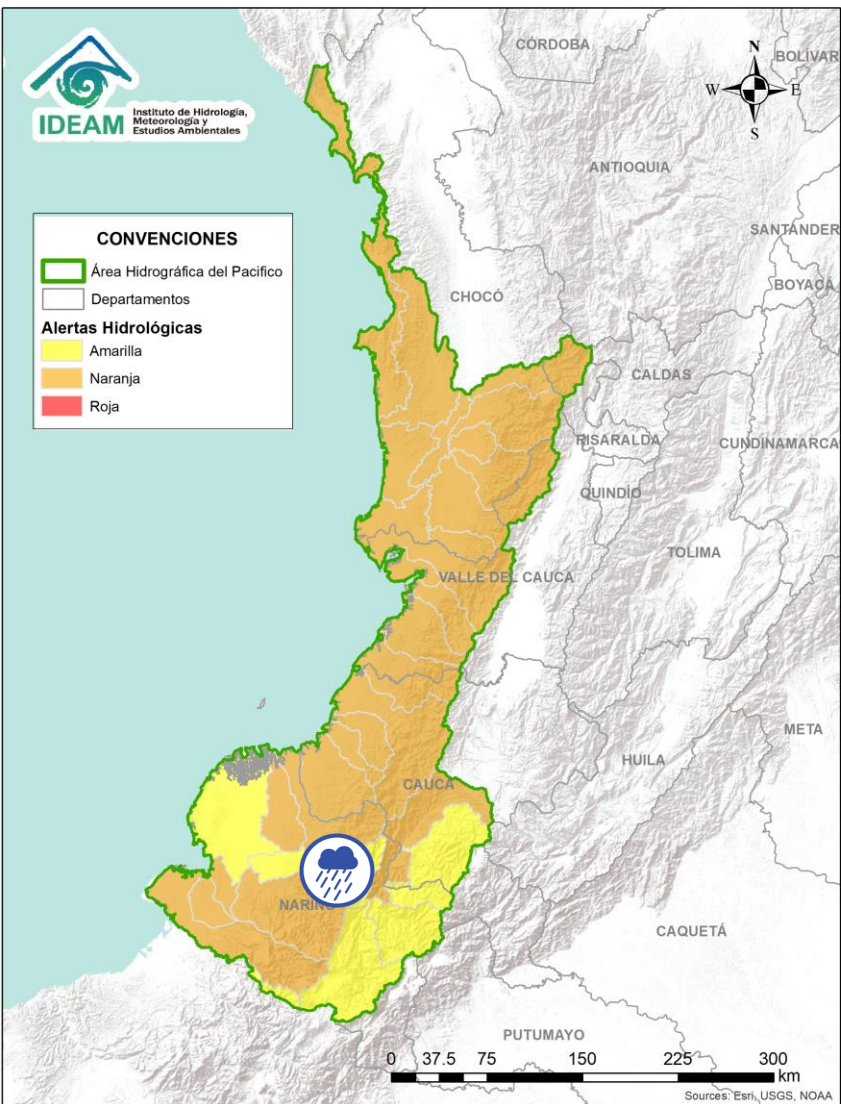 IDEAM
Instituto de Hidrología,
Meteorología y
Estudios Ambientales
CÓRDOBA
N
BOLÍVAR
W
E
S
ANTIOQUIA
SANTANDER
CONVENCIONES
Área Hidrográfica del Pacifico
Departamentos
Alertas Hidrológicas
Amarilla
Naranja
Roja
BOYACÁ
CHOCÓ
CALDAS
RISARALDA
CUNDINAMARCA
QUINDÍO
TOLIMA
VALLE DEL CAUCA
META
HUILA
CAUCA
NARIÑO
CAQUETÁ
PUTUMAYO
0 37.5 75 150 225 300
km
Sources: Esri, USGS, NOAA